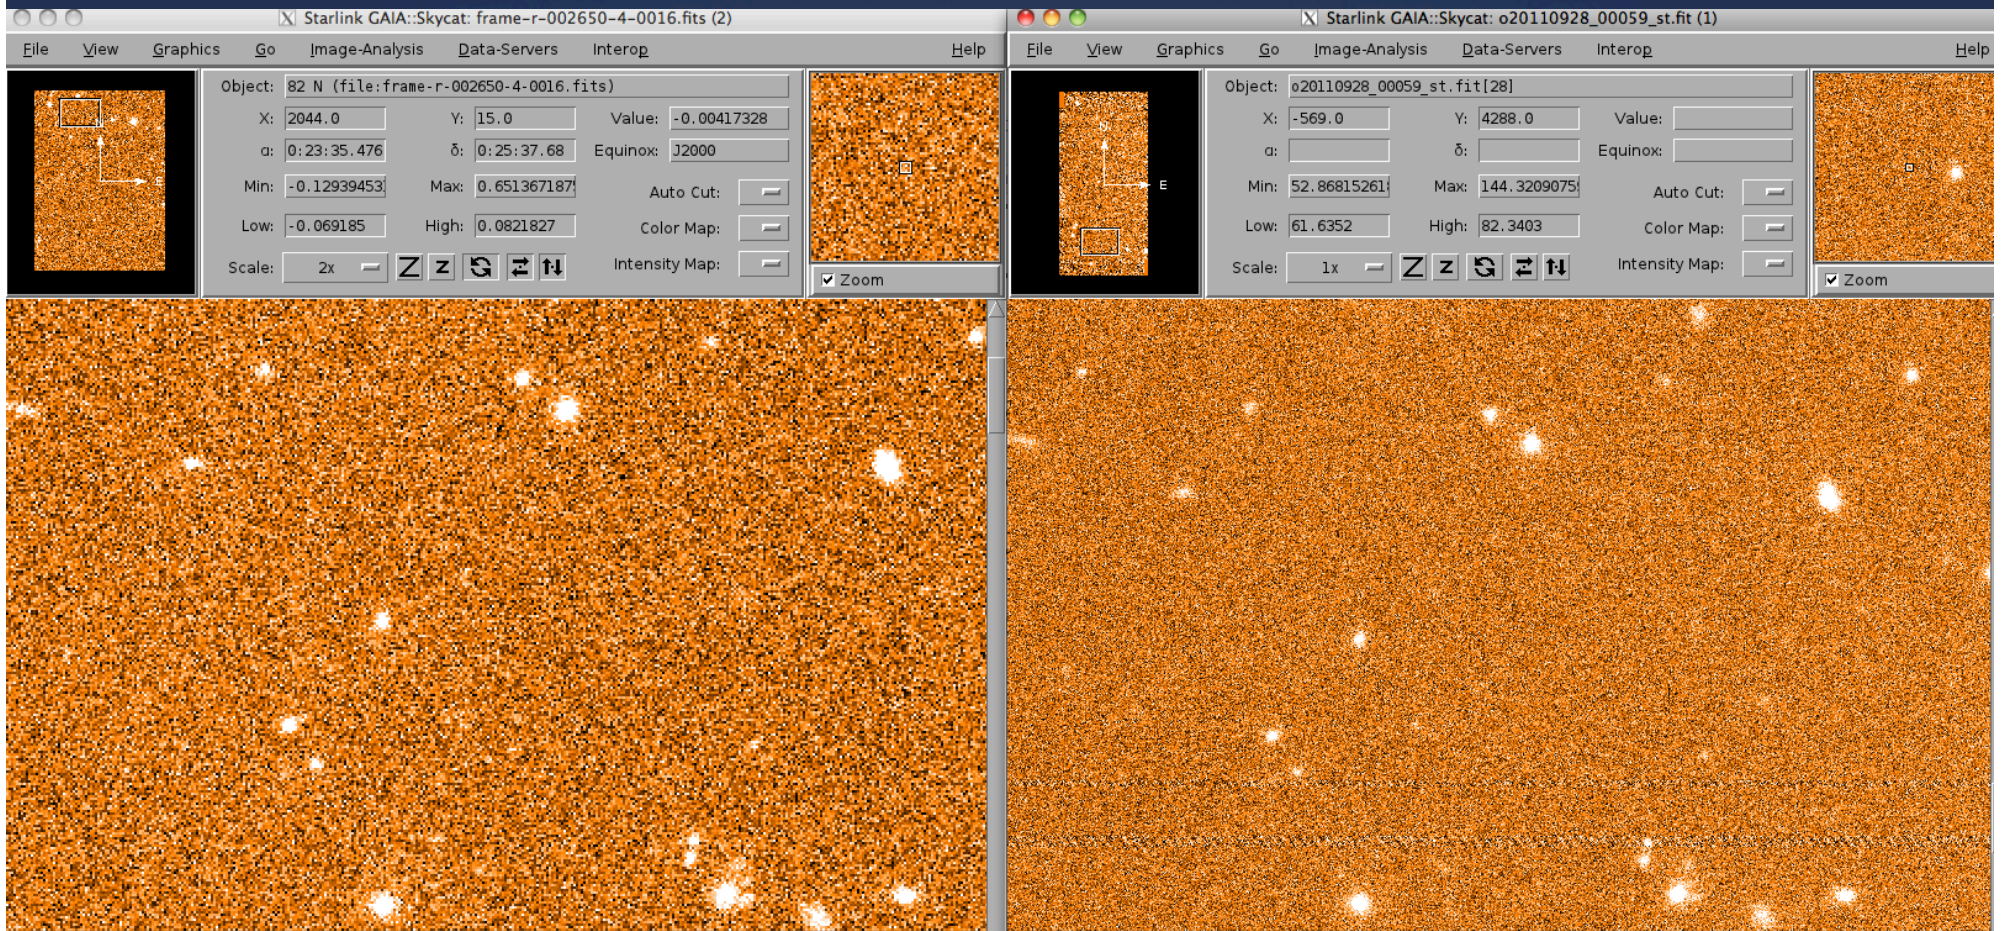 Starlink GAIA::Skycat: frame-r-002650-4-0016.fits (2)
File View Graphics Go Image-Analysis Data-Servers Interop Help
Object: 82 N (file:frame-r-002650-4-0016.fits)
X: 2044.0 Y: 15.0 Value: -0.00417328
α: 0:23:35.476 δ: 0:25:37.68 Equinox: J2000
Min: -0.12939453 Max: 0.651367187 Auto Cut:
Low: -0.069185 High: 0.0821827 Color Map:
Scale: 2x Z z Intensity Map:
Zoom
E
Starlink GAIA::Skycat: o20110928_00059_st.fit (1)
File View Graphics Go Image-Analysis Data-Servers Interop Help
Object: o20110928_00059_st.fit[28]
X: -569.0 Y: 4288.0 Value:
α: δ: Equinox:
Min: 52.86815261 Max: 144.3209075 Auto Cut:
Low: 61.6352 High: 82.3403 Color Map:
Scale: 1x Z z Intensity Map:
Zoom
N
E